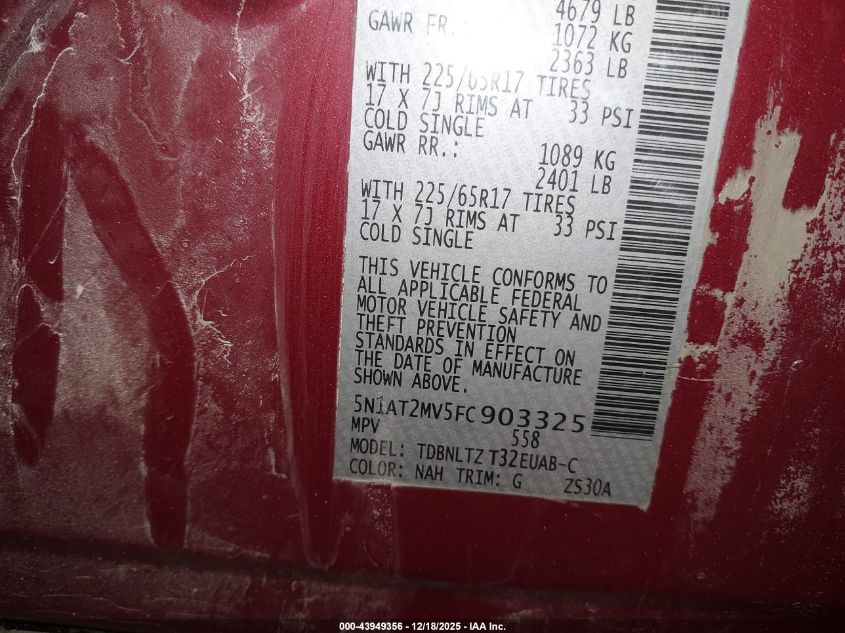 4679 LB
GAWR FR.: 1072 KG
2363 LB
WITH 225/65R17 TIRES
17 X 7J RIMS AT 33 PSI
COLD SINGLE
GAWR RR.: 1089 KG
2401 LB
WITH 225/65R17 TIRES
17 X 7J RIMS AT 33 PSI
COLD SINGLE
THIS VEHICLE CONFORMS TO
ALL APPLICABLE FEDERAL
MOTOR VEHICLE SAFETY AND
THEFT PREVENTION
STANDARDS IN EFFECT ON
THE DATE OF MANUFACTURE
SHOWN ABOVE.
5N1AT2MV5FC903325
MPV 558
MODEL: TDBNLTZ T32EUAB-C
COLOR: NAH TRIM: G ZS30A
000-43949356 – 12/18/2025 – IAA Inc.